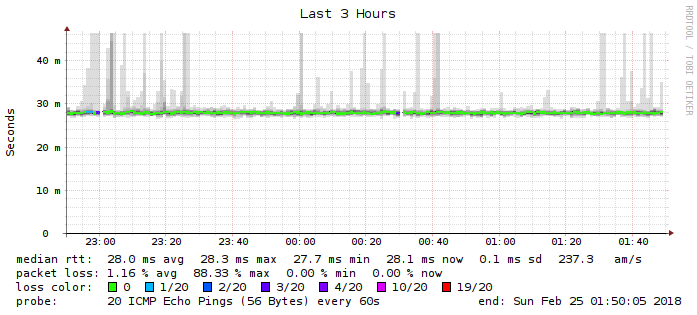 Last 3 Hours
RRDTOOL / TOBI OETIKER
Seconds
40 m
30 m
20 m
10 m
0
23:00 23:20 23:40 00:00 00:20 00:40 01:00 01:20 01:40
median rtt: 28.0 ms avg 28.3 ms max 27.7 ms min 28.1 ms now 0.1 ms sd 237.3 am/s
packet loss: 1.16 % avg 88.33 % max 0.00 % min 0.00 % now
loss color: 0 1/20 2/20 3/20 4/20 10/20 19/20
probe: 20 ICMP Echo Pings (56 Bytes) every 60s end: Sun Feb 25 01:50:05 2018